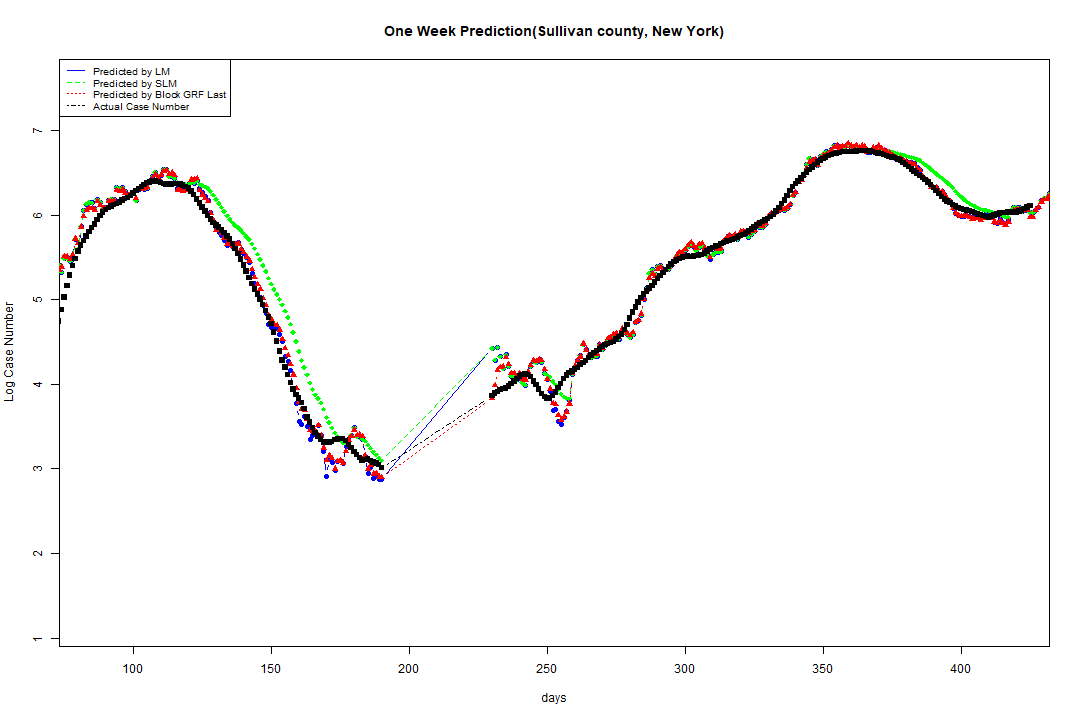 One Week Prediction(Sullivan county, New York)
Predicted by LM
Predicted by SLM
Predicted by Block GRF Last
Actual Case Number
7
6
5
4
3
2
1
Log Case Number
100 150 200 250 300 350 400
days